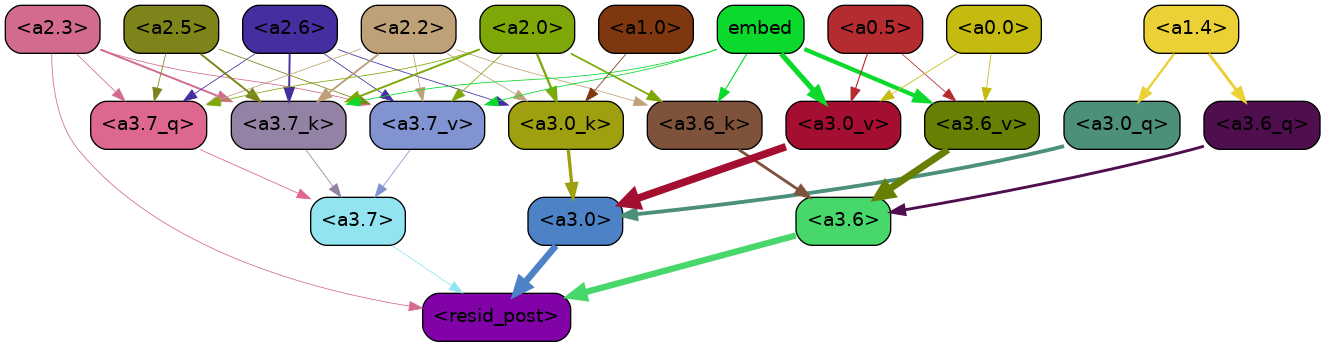 <a2.3> <a2.5> <a2.6> <a2.2> <a2.0> <a1.0> embed <a0.5> <a0.0> <a1.4>
<a3.7_q> <a3.7_k> <a3.7_v> <a3.0_k> <a3.6_k> <a3.0_v> <a3.6_v> <a3.0_q> <a3.6_q>
<a3.7> <a3.0> <a3.6>
<resid_post>